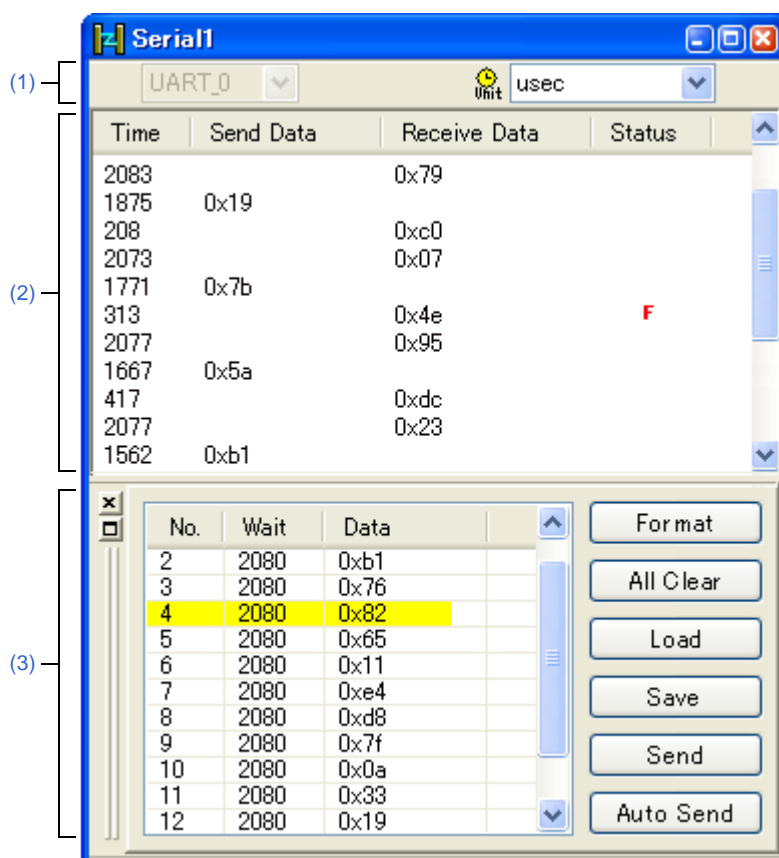 Serial1
(1)
UART_0
Unit
usec
Time Send Data Receive Data Status
(2)
2083 0x79
1875 0x19
208 0xc0
2073 0x07
1771 0x7b
313 0x4e F
2077 0x95
1667 0x5a
417 0xdc
2077 0x23
1562 0xb1
(3)
No. Wait Data
2 2080 0xb1
3 2080 0x76
4 2080 0x82
5 2080 0x65
6 2080 0x11
7 2080 0xe4
8 2080 0xd8
9 2080 0x7f
10 2080 0x0a
11 2080 0x33
12 2080 0x19
Format
All Clear
Load
Save
Send
Auto Send